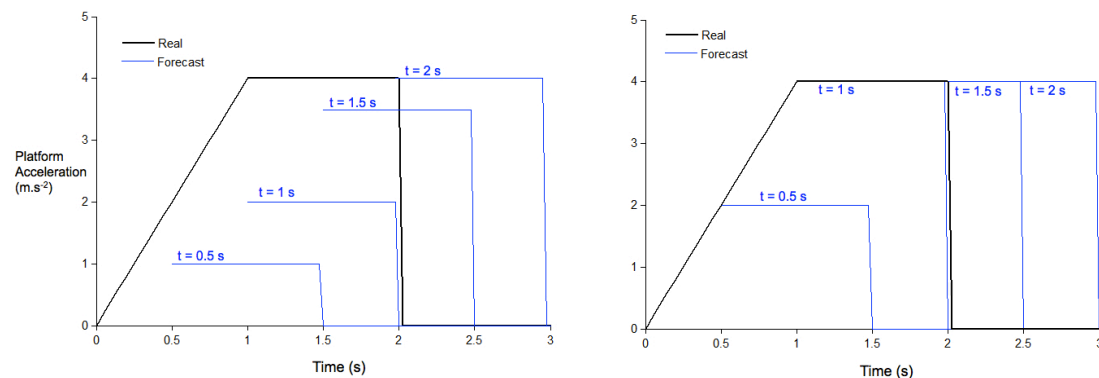 5
Real
Forecast
4
t = 2 s
t = 1.5 s
3
Platform
Acceleration
(m.s-2)
2
t = 1 s
t = 0.5 s
1
0
0 0.5 1 1.5 2 2.5 3
Time (s)
5
Real
Forecast
4
t = 1 s t = 1.5 s t = 2 s
3
2
t = 0.5 s
1
0
0 0.5 1 1.5 2 2.5 3
Time (s)